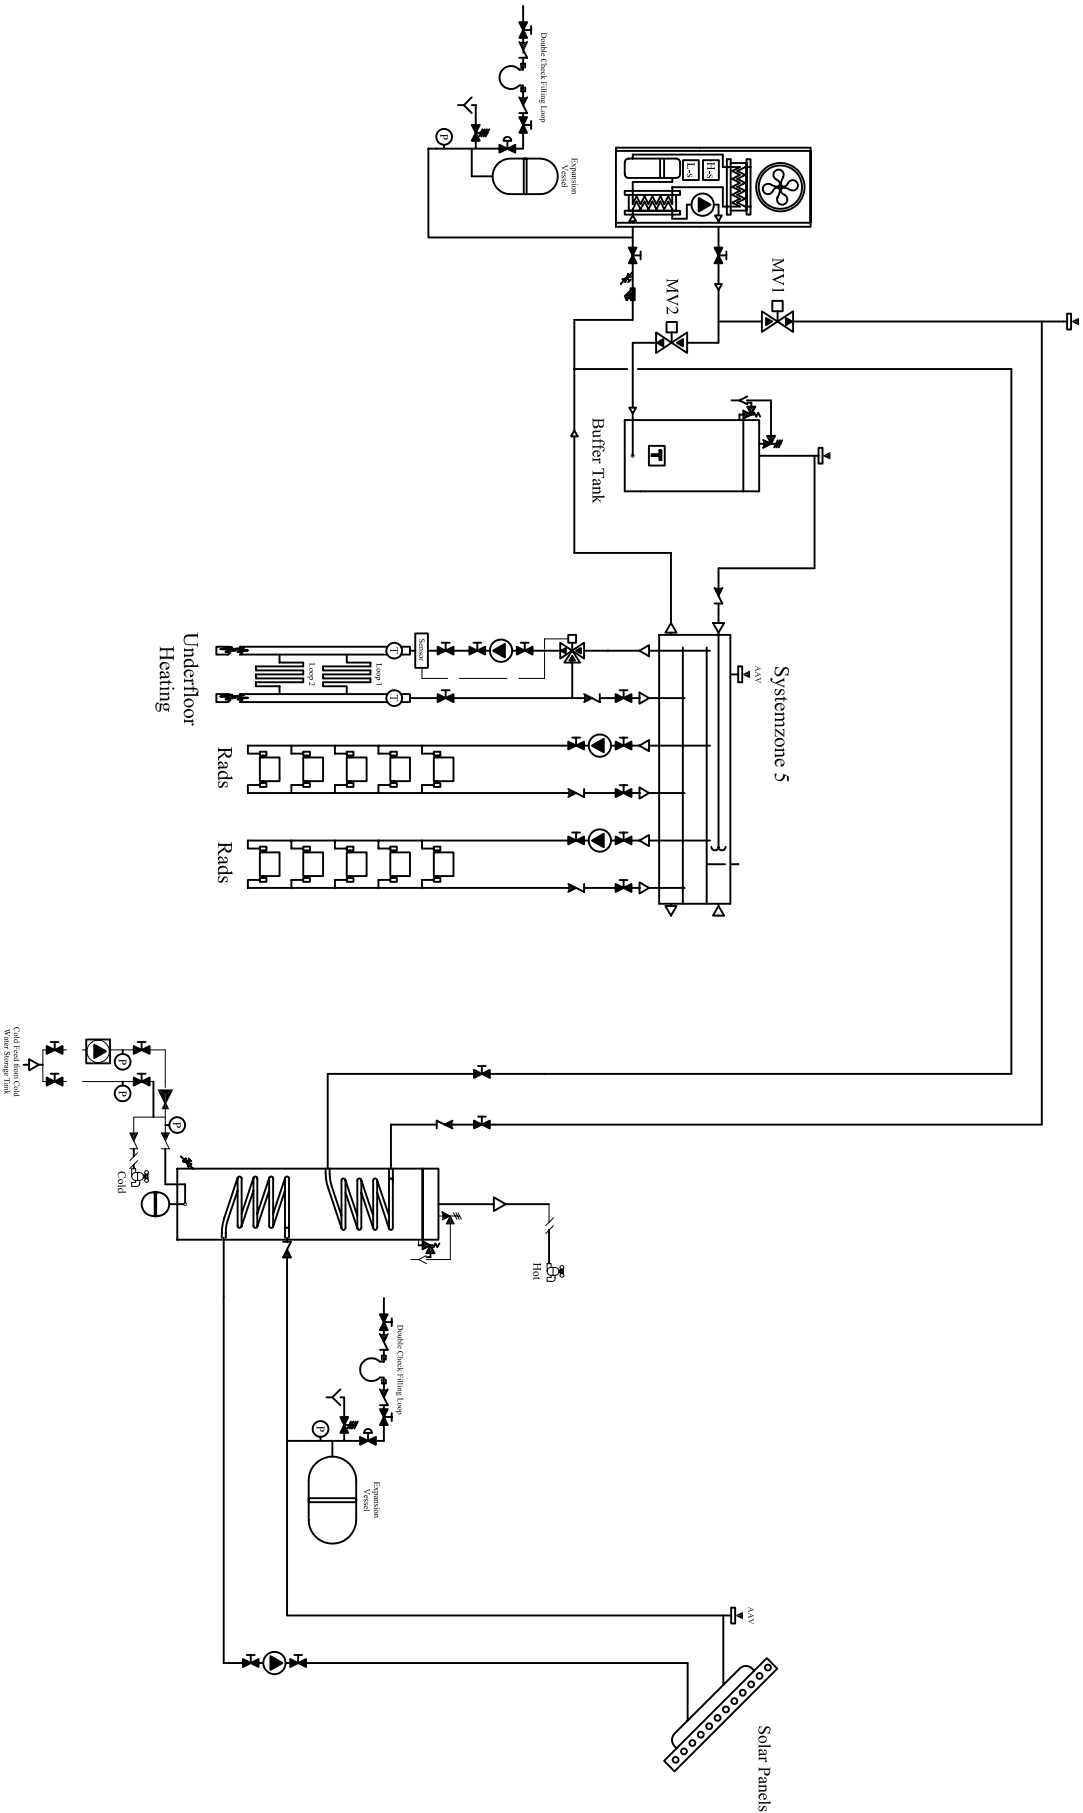 Double Check Filling Loop
P
Expansion
Vessel
H-s
L-s
MV1
MV2
T
Buffer Tank
AAV
Systemzone 5
Sensor
T
T
Loop 1
Loop 2
Underfloor
Heating
Rads
Rads
Cold Feed from Cold
Water Storage Tank
P
P
P
Cold
Hot
Double Check Filling Loop
P
Expansion
Vessel
AAV
Solar Panels